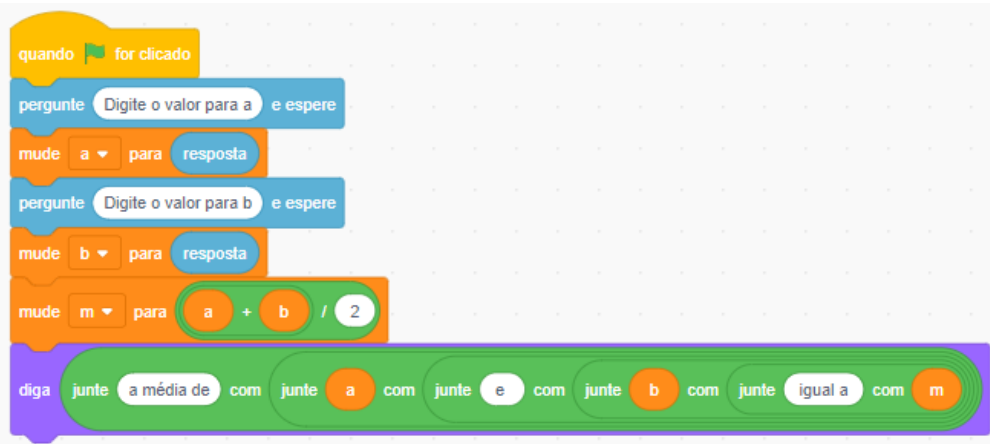 quando for clicado
pergunte Digite o valor para a e espere
mude a para resposta
pergunte Digite o valor para b e espere
mude b para resposta
mude m para a + b / 2
diga junte a média de com junte a com junte e com junte b com junte igual a com m